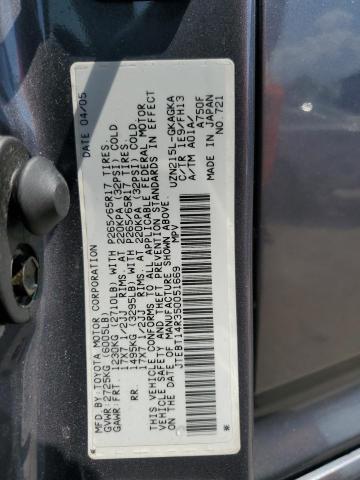 MFD.BY:TOYOTA MOTOR CORPORATION 04/05
GVWR:2725KG (6005LB)
GAWR:FRT. 1230KG (2710LB) WITH P265/65R17 TIRES.
17X7 1/2JJ RIMS. AT 220KPA (32PSI) COLD
RR. 1495KG (3295LB) WITH P265/65R17 TIRES.
17X7 1/2JJ RIMS. AT 220KPA (32PSI) COLD
THIS VEHICLE CONFORMS TO ALL APPLICABLE FEDERAL MOTOR
VEHICLE SAFETY AND THEFT PREVENTION STANDARDS IN EFFECT
ON THE DATE OF MANUFACTURE SHOWN ABOVE.
JTEBT14R350051669 UZN215L-GKAGKA
MPV C/TR 1E9/FH13
A/TM A01A/
A750F
MADE IN JAPAN
NO 721